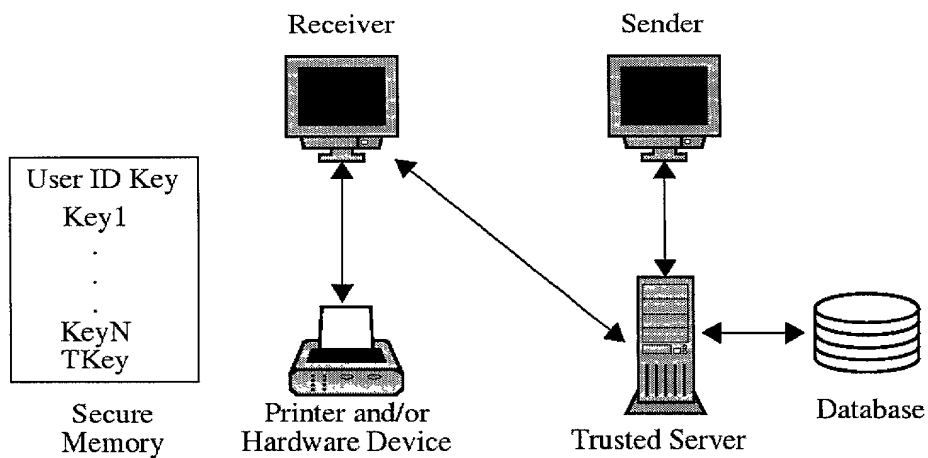 Receiver
Sender
User ID Key
Key1
.
.
.
KeyN
TKey
Secure
Memory
Printer and/or
Hardware Device
Trusted Server
Database